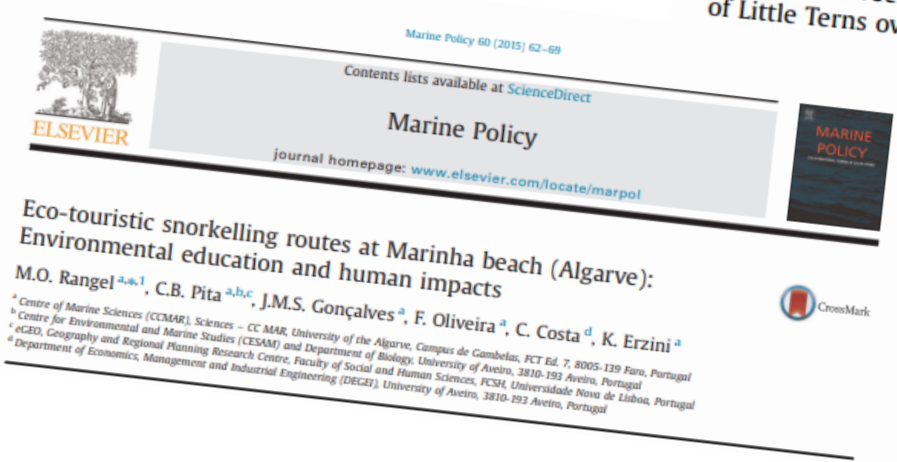 of Little Terns ov
Marine Policy 60 (2015) 62–69
Contents lists available at ScienceDirect
Marine Policy
journal homepage: www.elsevier.com/locate/marpol
ELSEVIER
MARINE
POLICY
Eco-touristic snorkelling routes at Marinha beach (Algarve):
Environmental education and human impacts
CrossMark
M.O. Rangel a,*,1, C.B. Pita a,b,c, J.M.S. Gonçalves a, F. Oliveira a, C. Costa d, K. Erzini a
a Centre of Marine Sciences (CCMAR), Sciences – CC MAR, University of the Algarve, Campus de Gambelas, FCT Ed. 7, 8005-139 Faro, Portugal
b Centre for Environmental and Marine Studies (CESAM) and Department of Biology, University of Aveiro, 3810-193 Aveiro, Portugal
c eGEO, Geography and Regional Planning Research Centre, Faculty of Social and Human Sciences, FCSH, Universidade Nova de Lisboa, Portugal
d Department of Economics, Management and Industrial Engineering (DEGEI), University of Aveiro, 3810-193 Aveiro, Portugal